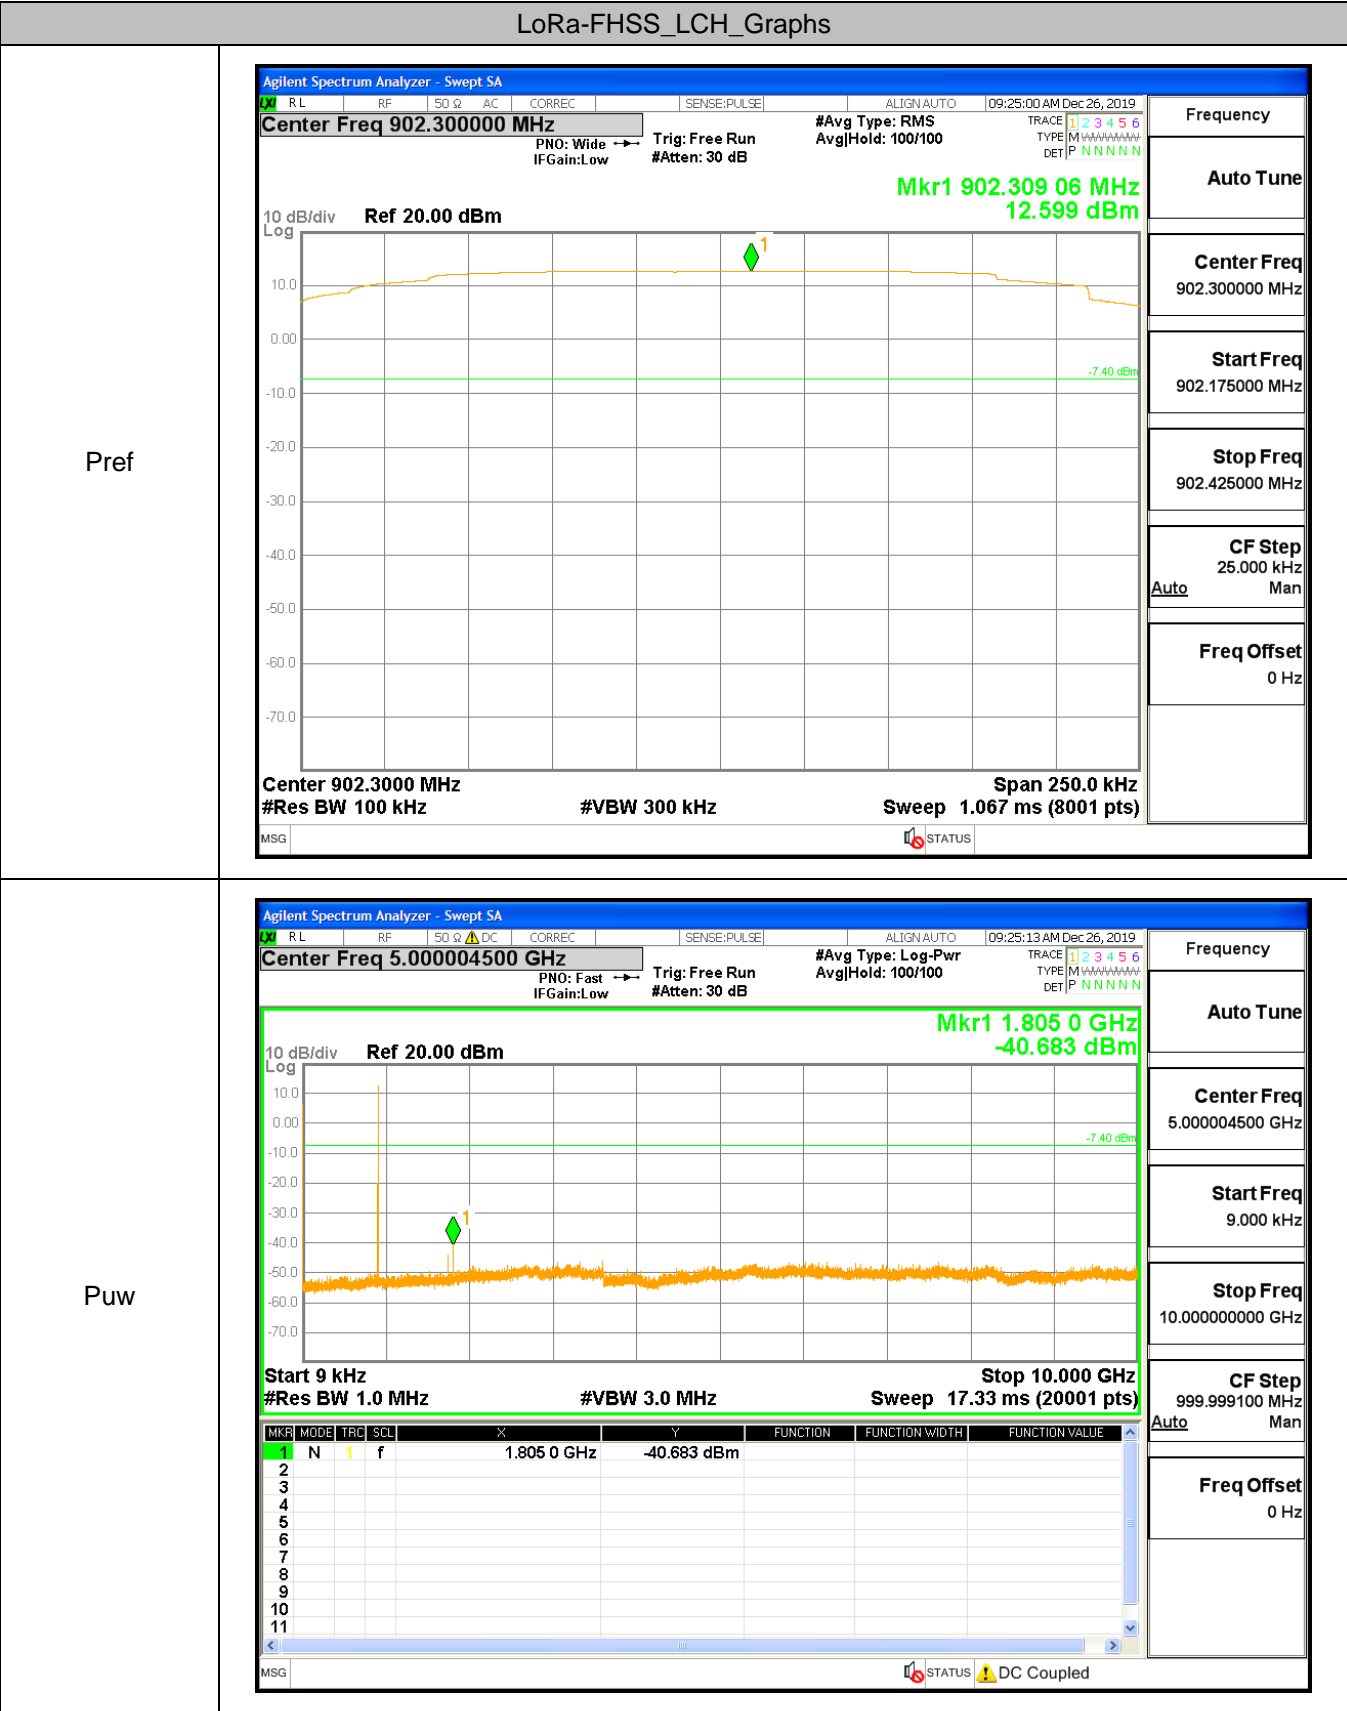 LoRa-FHSS_LCH_Graphs
Pref
Agilent Spectrum Analyzer - Swept SA
LXI RL RF 50 Ω AC CORREC SENSE:PULSE ALIGN AUTO 09:25:00 AM Dec 26, 2019
Center Freq 902.300000 MHz
PNO: Wide
IFGain:Low
Trig: Free Run
#Atten: 30 dB
#Avg Type: RMS
Avg|Hold: 100/100
TRACE 1 2 3 4 5 6
TYPE M WWWWW
DET P N N N N N
Mkr1 902.309 06 MHz
12.599 dBm
10 dB/div Ref 20.00 dBm
Log
1
10.0
0.00
-7.40 dBm
-10.0
-20.0
-30.0
-40.0
-50.0
-60.0
-70.0
Center 902.3000 MHz Span 250.0 kHz
#Res BW 100 kHz #VBW 300 kHz Sweep 1.067 ms (8001 pts)
MSG STATUS
Frequency
Auto Tune
Center Freq
902.300000 MHz
Start Freq
902.175000 MHz
Stop Freq
902.425000 MHz
CF Step
25.000 kHz
Auto Man
Freq Offset
0 Hz
Puw
Agilent Spectrum Analyzer - Swept SA
LXI RL RF 50 Ω DC CORREC SENSE:PULSE ALIGN AUTO 09:25:13 AM Dec 26, 2019
Center Freq 5.000004500 GHz
PNO: Fast
IFGain:Low
Trig: Free Run
#Atten: 30 dB
#Avg Type: Log-Pwr
Avg|Hold: 100/100
TRACE 1 2 3 4 5 6
TYPE M WWWWW
DET P N N N N N
Mkr1 1.805 0 GHz
-40.683 dBm
10 dB/div Ref 20.00 dBm
Log
10.0
0.00
-7.40 dBm
-10.0
-20.0
-30.0
1
-40.0
-50.0
-60.0
-70.0
Start 9 kHz Stop 10.000 GHz
#Res BW 1.0 MHz #VBW 3.0 MHz Sweep 17.33 ms (20001 pts)
MKR MODE TRC SCL X Y FUNCTION FUNCTION WIDTH FUNCTION VALUE
1 N 1 f 1.805 0 GHz -40.683 dBm
2
3
4
5
6
7
8
9
10
11
MSG STATUS DC Coupled
Frequency
Auto Tune
Center Freq
5.000004500 GHz
Start Freq
9.000 kHz
Stop Freq
10.000000000 GHz
CF Step
999.999100 MHz
Auto Man
Freq Offset
0 Hz